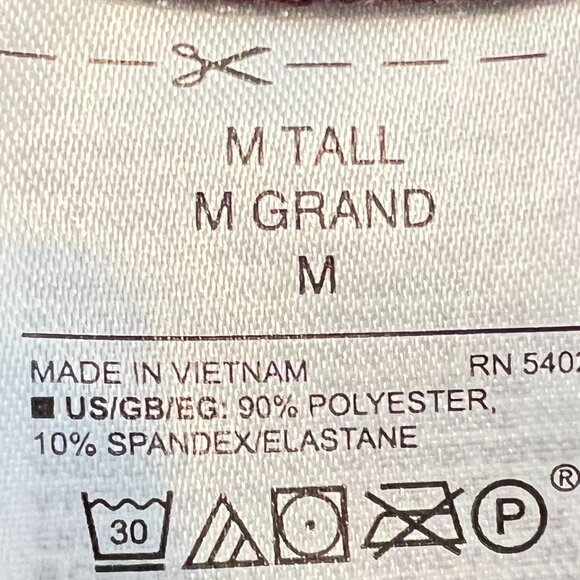 M TALL
M GRAND
M
MADE IN VIETNAM RN 5402
US/GB/EG: 90% POLYESTER,
10% SPANDEX/ELASTANE
®
30 P